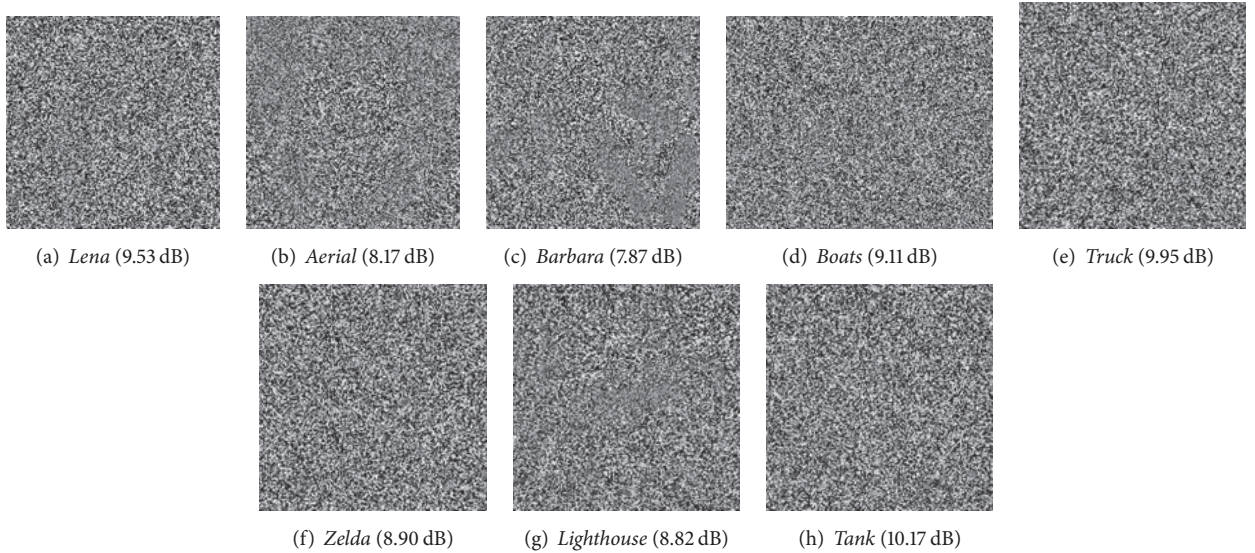 (a) Lena (9.53 dB)
(b) Aerial (8.17 dB)
(c) Barbara (7.87 dB)
(d) Boats (9.11 dB)
(e) Truck (9.95 dB)
(f) Zelda (8.90 dB)
(g) Lighthouse (8.82 dB)
(h) Tank (10.17 dB)